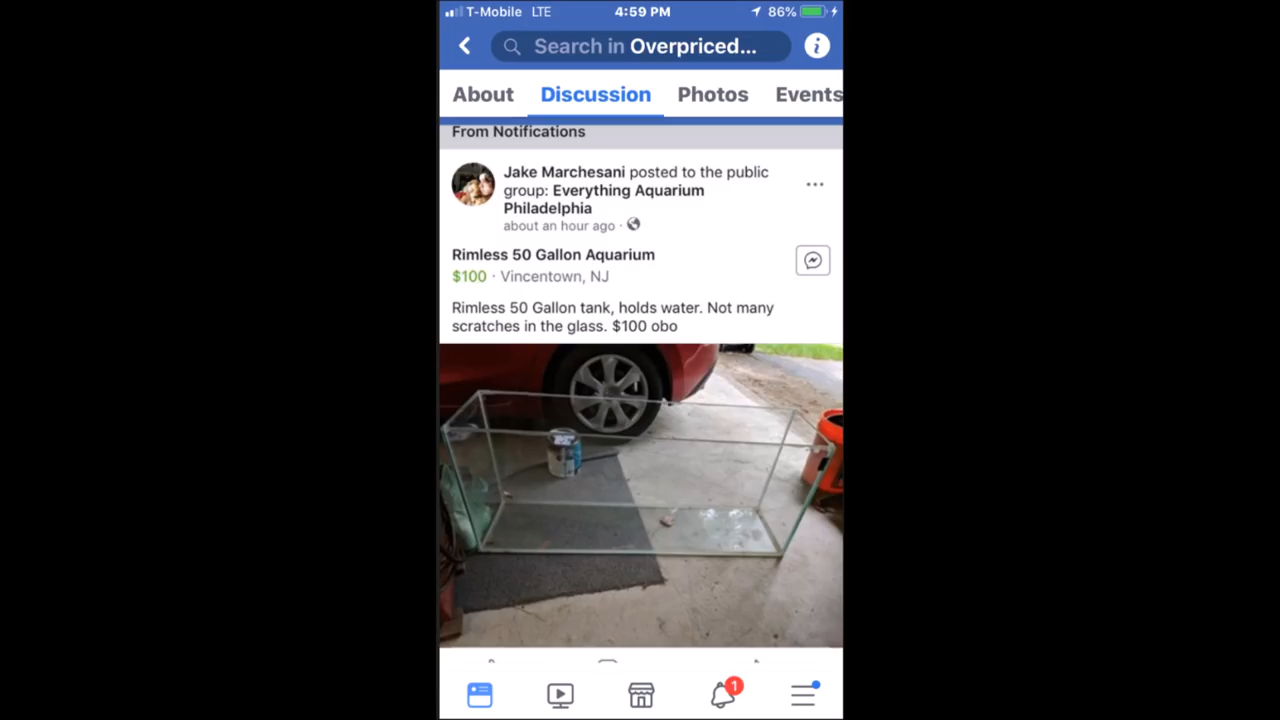 T-Mobile LTE 4:59 PM 86%
Search in Overpriced...
About Discussion Photos Events
From Notifications
Jake Marchesani posted to the public
group: Everything Aquarium
Philadelphia
about an hour ago ·
Rimless 50 Gallon Aquarium
$100 · Vincentown, NJ
Rimless 50 Gallon tank, holds water. Not many
scratches in the glass. $100 obo
1